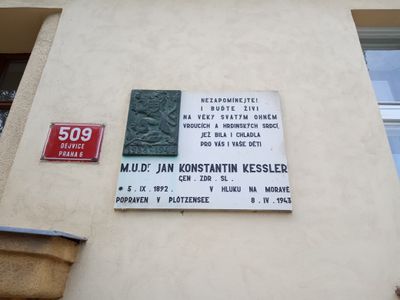 509
DEJVICE
PRAHA 6
NEZAPOMÍNEJTE!
I BUĎTE ŽIVI
NA VĚKY SVATÝM OHNĚM
VROUCÍCH A HRDINSKÝCH SRDCÍ,
JEŽ BILA I CHLADLA
PRO VÁS I VAŠE DĚTI
M.U.Dr. JAN KONSTANTIN KESSLER
GEN. ZDR. SL.
* 5. IX. 1892. V HLUKU NA MORAVĚ
POPRAVEN V PLÖTZENSEE 8. IV. 1943